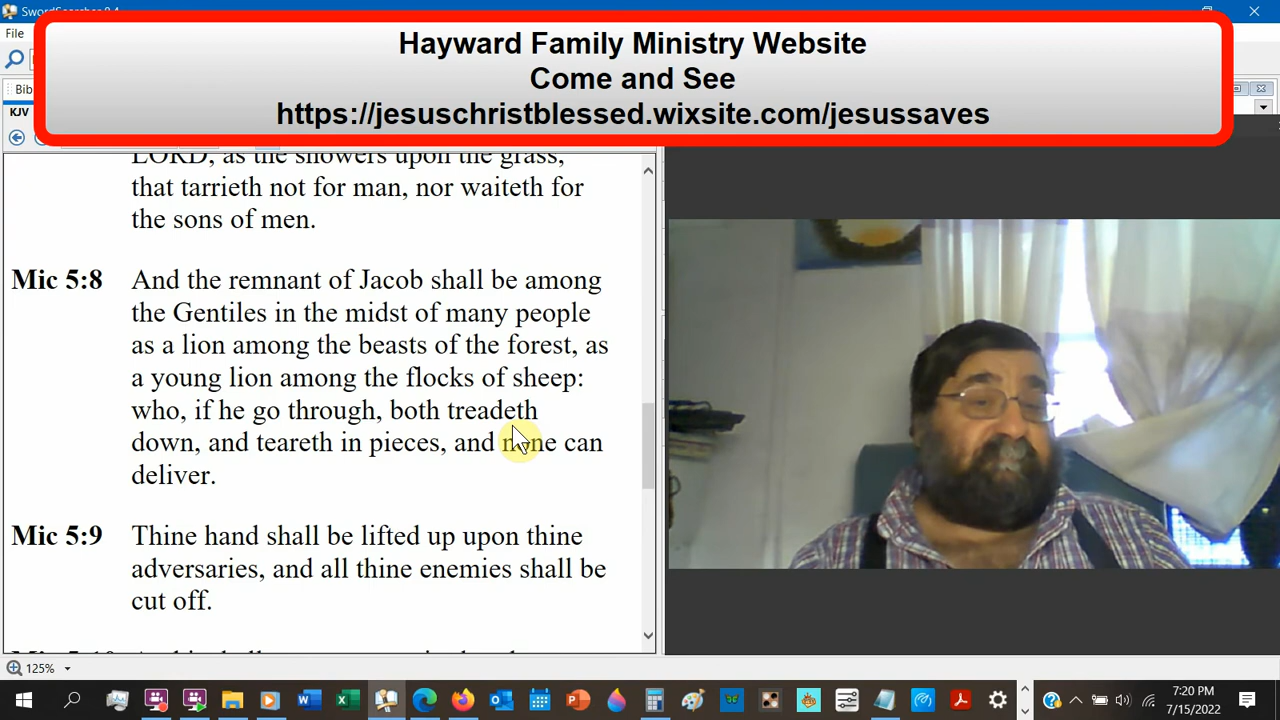 SwordSearcher 8.4
File
Hayward Family Ministry Website
Come and See
https://jesuschristblessed.wixsite.com/jesussaves
Bib
KJV
LORD, as the showers upon the grass,
that tarrieth not for man, nor waiteth for
the sons of men.
Mic 5:8 And the remnant of Jacob shall be among
the Gentiles in the midst of many people
as a lion among the beasts of the forest, as
a young lion among the flocks of sheep:
who, if he go through, both treadeth
down, and teareth in pieces, and none can
deliver.
Mic 5:9 Thine hand shall be lifted up upon thine
adversaries, and all thine enemies shall be
cut off.
125%
7:20 PM
7/15/2022